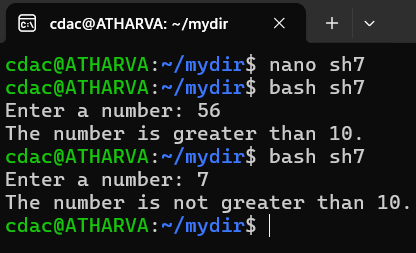 cdac@ATHARVA: ~/mydir
cdac@ATHARVA:~/mydir$ nano sh7
cdac@ATHARVA:~/mydir$ bash sh7
Enter a number: 56
The number is greater than 10.
cdac@ATHARVA:~/mydir$ bash sh7
Enter a number: 7
The number is not greater than 10.
cdac@ATHARVA:~/mydir$